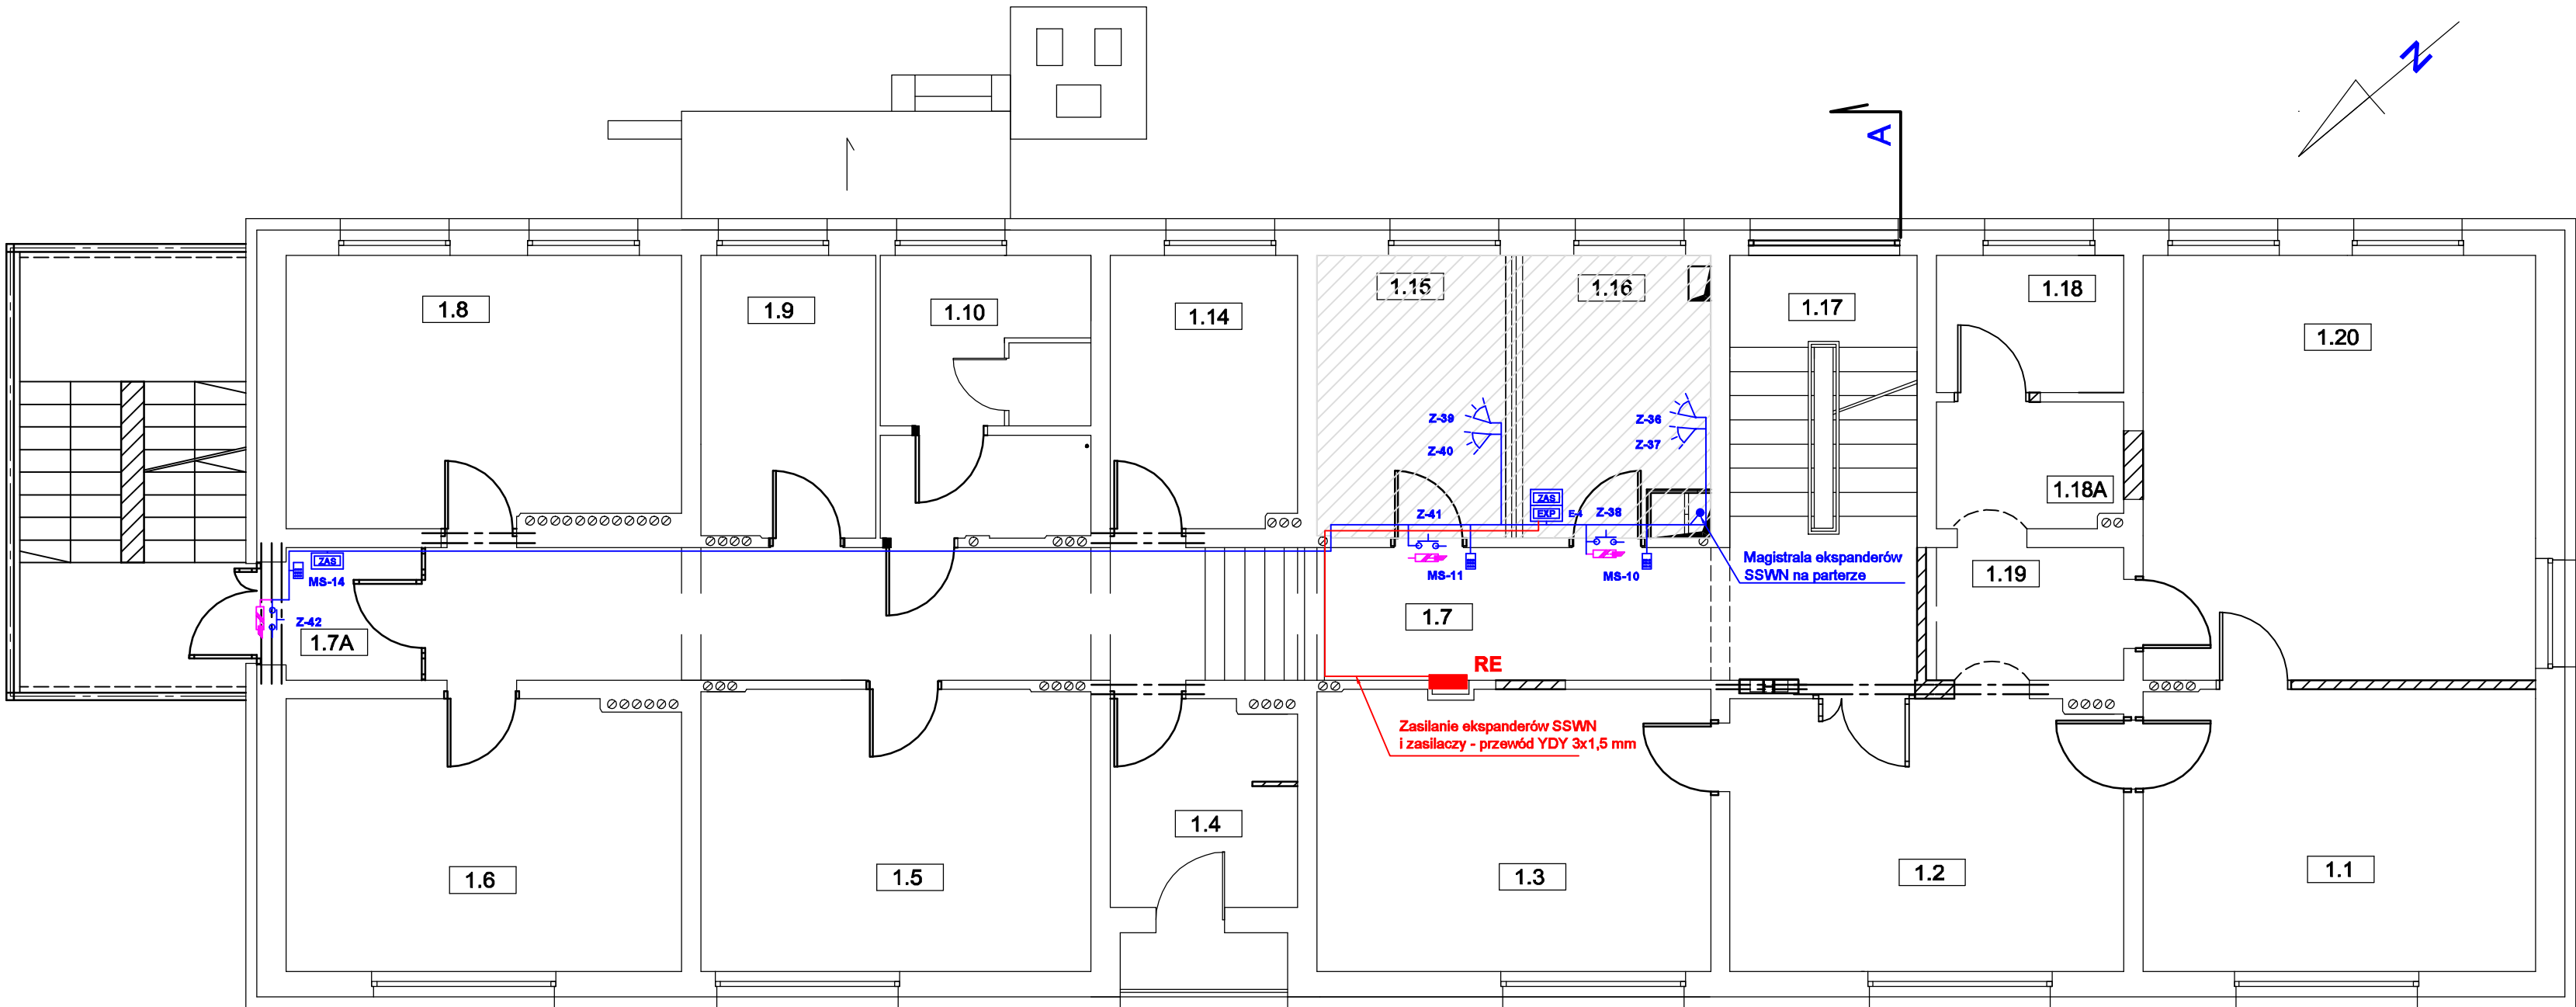 N
A
1.8
1.9
1.10
1.14
1.15
1.16
1.17
1.18
1.20
Z-39
Z-40
Z-36
Z-37
1.18A
ZAS
EXP
E-4
Z-41
Z-38
ZAS
MS-14
MS-11
MS-10
Magistrala ekspanderów
SSWN na parterze
1.19
Z-42
1.7A
1.7
RE
Zasilanie ekspanderów SSWN
i zasilaczy - przewód YDY 3x1,5 mm
1.4
1.6
1.5
1.3
1.2
1.1